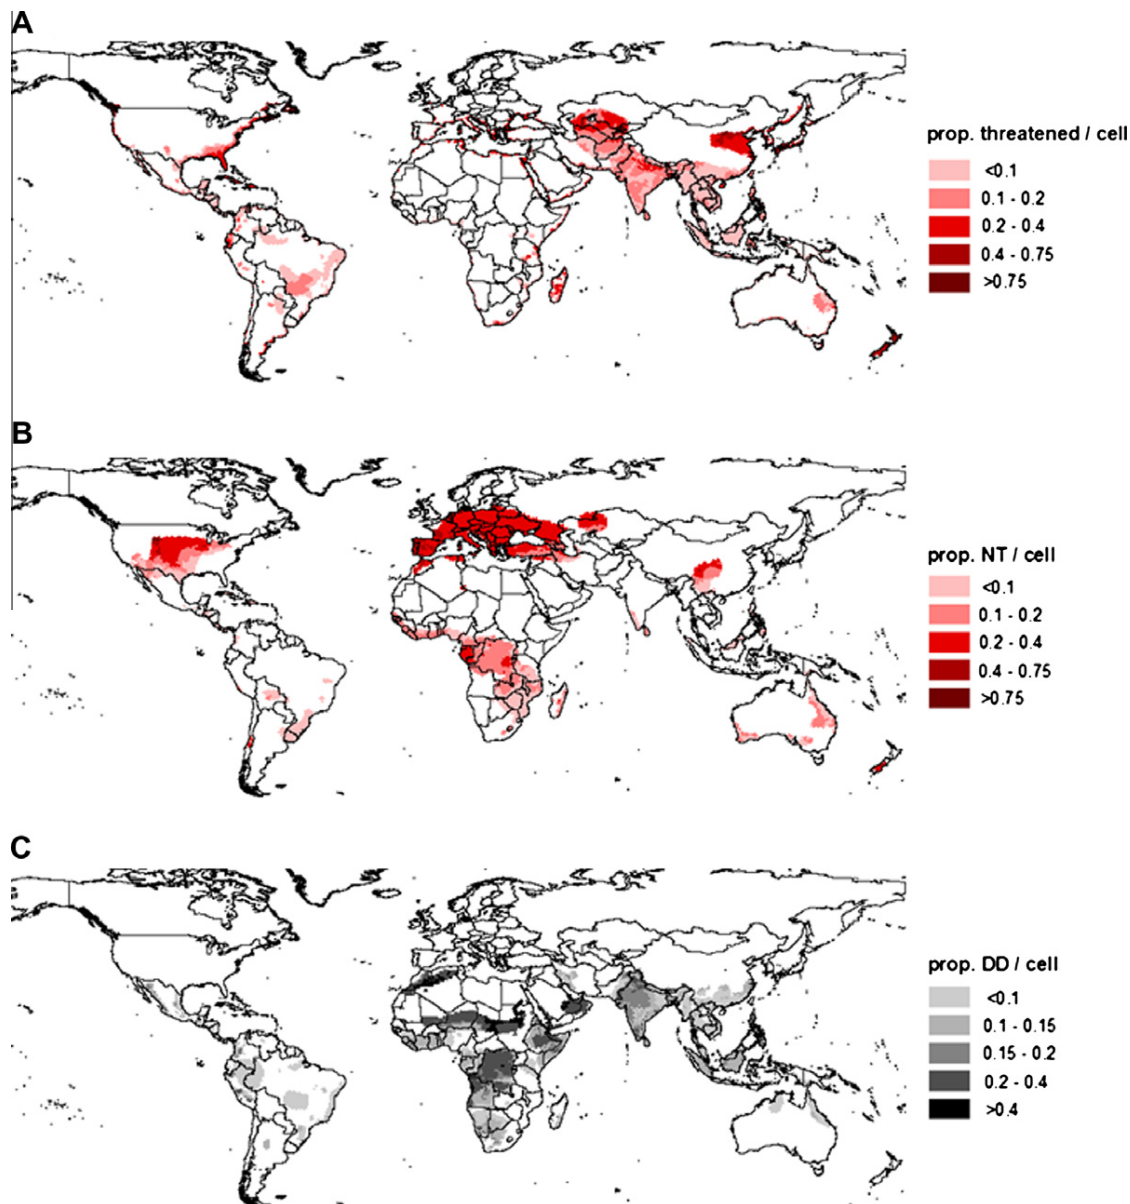 A
prop. threatened / cell
<0.1
0.1 - 0.2
0.2 - 0.4
0.4 - 0.75
>0.75
B
prop. NT / cell
<0.1
0.1 - 0.2
0.2 - 0.4
0.4 - 0.75
>0.75
C
prop. DD / cell
<0.1
0.1 - 0.15
0.15 - 0.2
0.2 - 0.4
>0.4